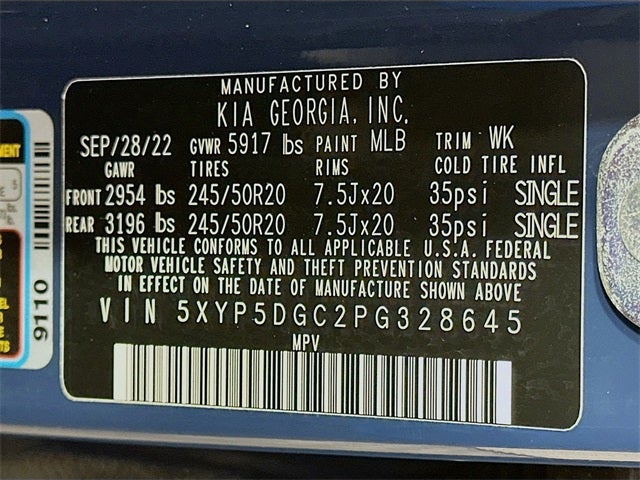 MANUFACTURED BY
KIA GEORGIA, INC.
SEP/28/22 GVWR 5917 lbs PAINT MLB TRIM WK
GAWR TIRES RIMS COLD TIRE INFL
FRONT 2954 lbs 245/50R20 7.5Jx20 35psi SINGLE
REAR 3196 lbs 245/50R20 7.5Jx20 35psi SINGLE
THIS VEHICLE CONFORMS TO ALL APPLICABLE U.S.A. FEDERAL
MOTOR VEHICLE SAFETY AND THEFT PREVENTION STANDARDS
IN EFFECT ON THE DATE OF MANUFACTURE SHOWN ABOVE
VIN 5XYP5DGC2PG328645
MPV
9110